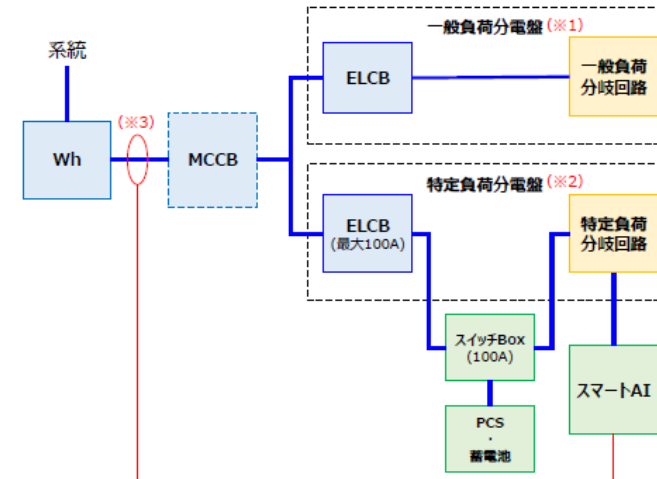 一般負荷分電盤(※1)
系統
ELCB
一般負荷
分岐回路
(※3)
Wh
MCCB
特定負荷分電盤(※2)
ELCB
(最大100A)
特定負荷
分岐回路
スイッチBox
(100A)
スマートAI
PCS
・
蓄電池